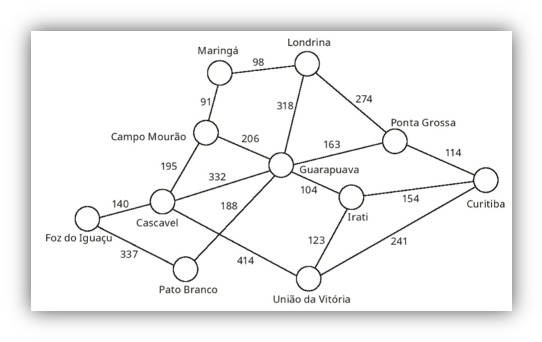 Londrina
Maringá
98
91
318
274
Campo Mourão
206
Ponta Grossa
163
114
195
332
Guarapuava
104
154
Curitiba
140
188
Cascavel
Irati
Foz do Iguaçu
123
241
337
414
Pato Branco
União da Vitória